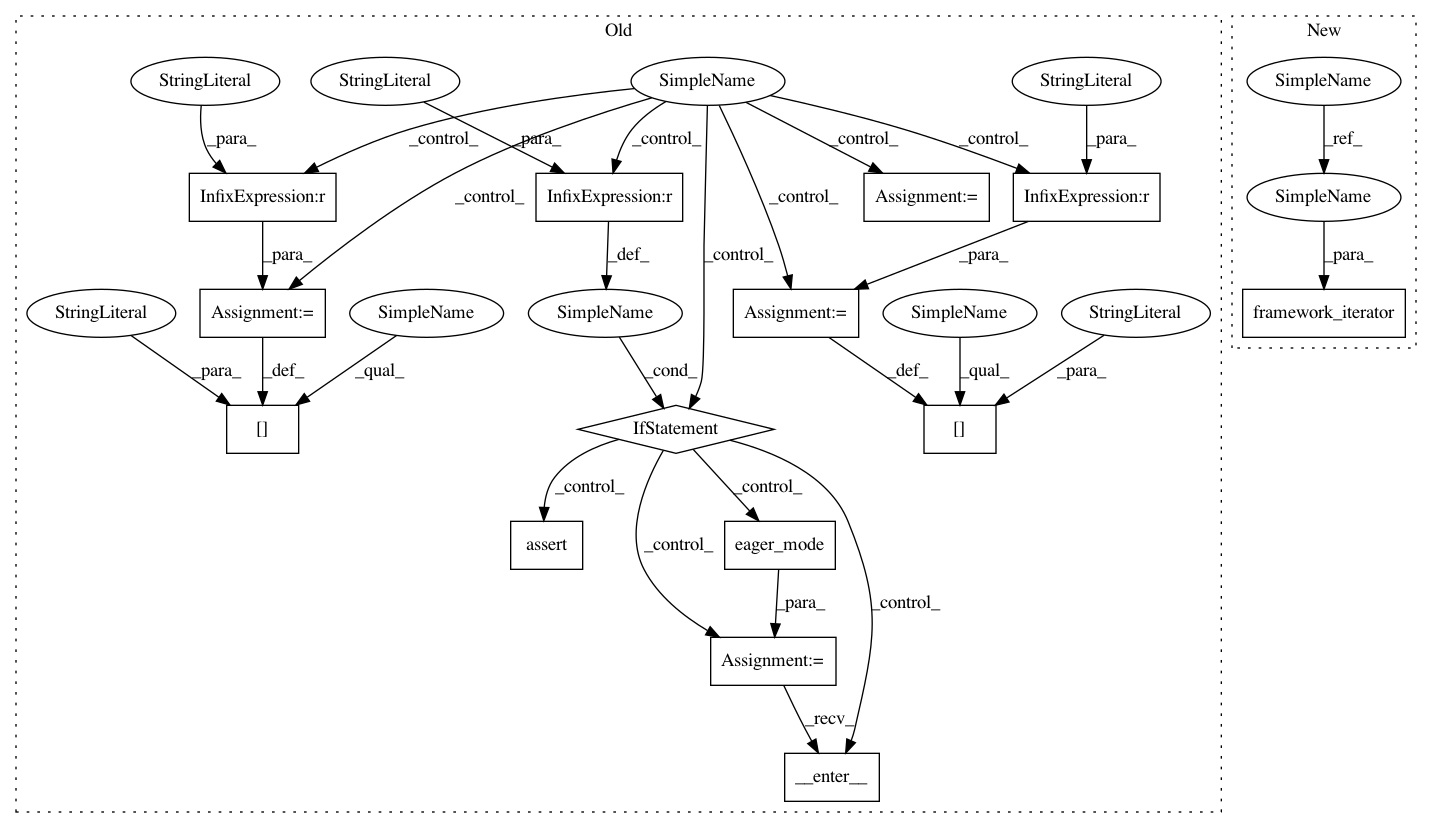 Old
New
StringLiteral
StringLiteral
SimpleName
StringLiteral
SimpleName
_para_
_control_
_para_
_control_
_control_
_control_
_para_
_ref_
InfixExpression:r
InfixExpression:r
Assignment:=
InfixExpression:r
SimpleName
_control_
_control_
_para_
_def_
_control_
_para_
_para_
StringLiteral
Assignment:=
SimpleName
SimpleName
Assignment:=
SimpleName
StringLiteral
framework_iterator
_para_
_def_
_qual_
_cond_
_def_
_qual_
_para_
[]
IfStatement
[]
_control_
_control_
_control_
_control_
assert
eager_mode
_para_
Assignment:=
_recv_
__enter__